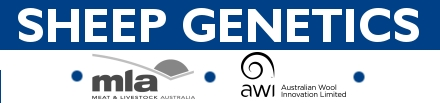 SHEEP GENETICS
mla
MEAT & LIVESTOCK AUSTRALIA
awi
Australian Wool
Innovation Limited